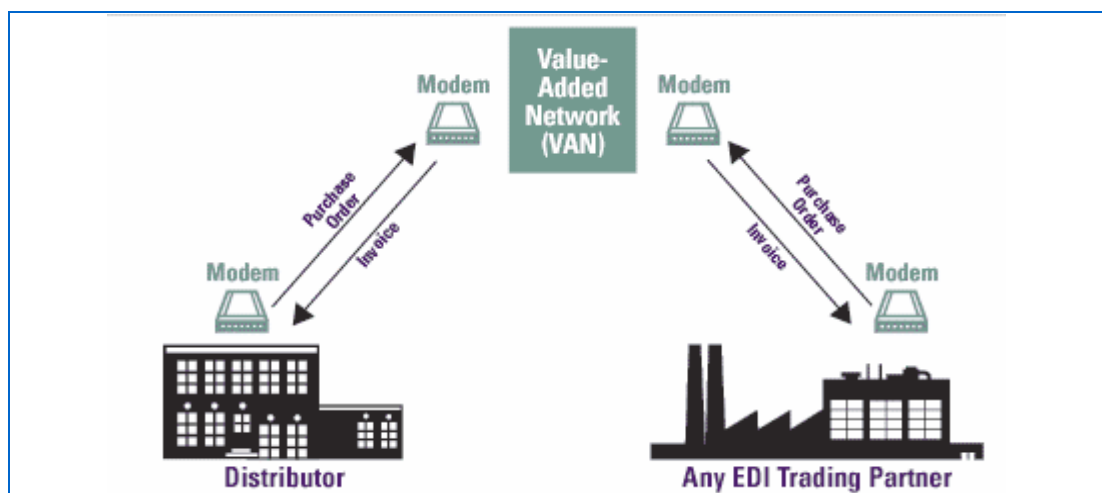 Value-
Added
Network
(VAN)
Modem
Modem
Purchase
Order
Invoice
Purchase
Order
Invoice
Modem
Modem
Distributor
Any EDI Trading Partner